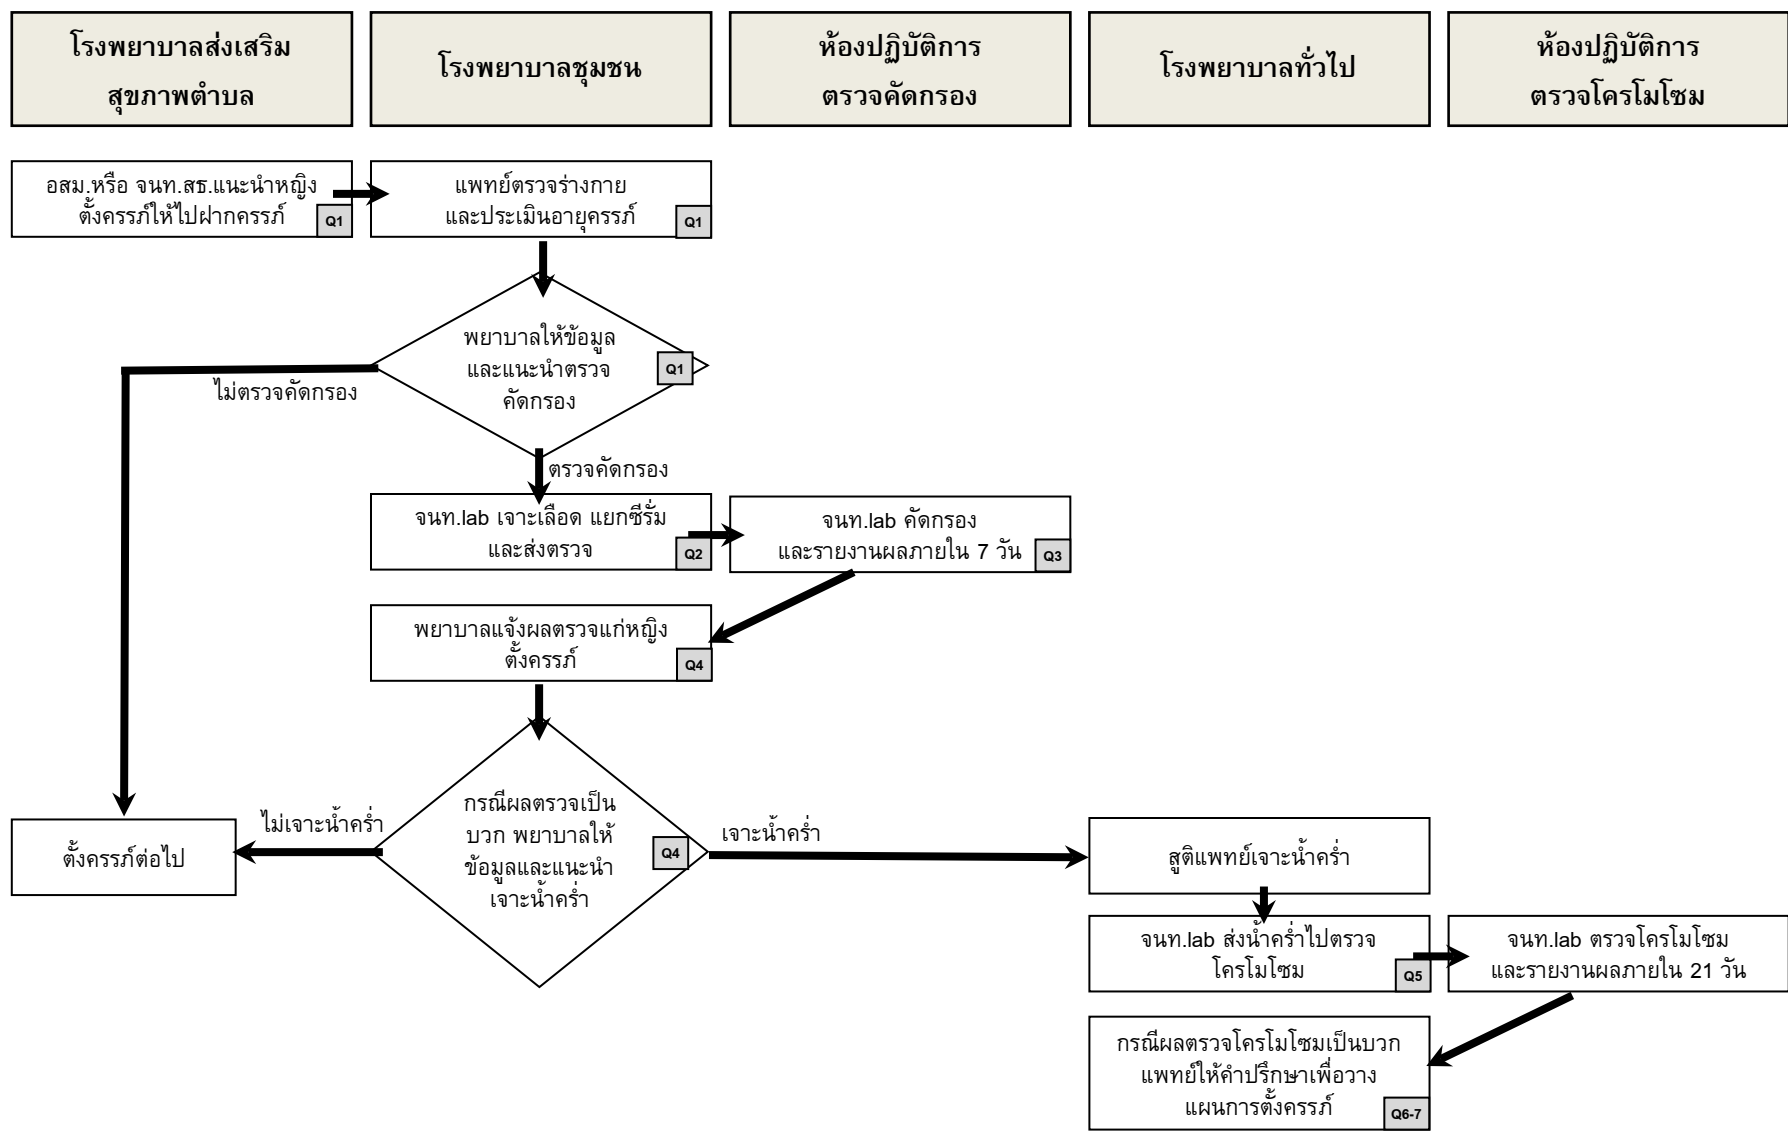 โรงพยาบาลส่งเสริม
สุขภาพตำบล
โรงพยาบาลชุมชน
ห้องปฏิบัติการ
ตรวจคัดกรอง
โรงพยาบาลทั่วไป
ห้องปฏิบัติการ
ตรวจโครโมโซม
อสม.หรือ จนท.สธ.แนะนำหญิง
ตั้งครรภ์ให้ไปฝากครรภ์
Q1
แพทย์ตรวจร่างกาย
และประเมินอายุครรภ์
Q1
พยาบาลให้ข้อมูล
และแนะนำตรวจ
คัดกรอง
Q1
ไม่ตรวจคัดกรอง
ตรวจคัดกรอง
จนท.lab เจาะเลือด แยกซีรั่ม
และส่งตรวจ
Q2
จนท.lab คัดกรอง
และรายงานผลภายใน 7 วัน
Q3
พยาบาลแจ้งผลตรวจแก่หญิง
ตั้งครรภ์
Q4
กรณีผลตรวจเป็น
บวก พยาบาลให้
ข้อมูลและแนะนำ
เจาะน้ำคร่ำ
Q4
ไม่เจาะน้ำคร่ำ
ตั้งครรภ์ต่อไป
เจาะน้ำคร่ำ
สูติแพทย์เจาะน้ำคร่ำ
จนท.lab ส่งน้ำคร่ำไปตรวจ
โครโมโซม
Q5
จนท.lab ตรวจโครโมโซม
และรายงานผลภายใน 21 วัน
กรณีผลตรวจโครโมโซมเป็นบวก
แพทย์ให้คำปรึกษาเพื่อวาง
แผนการตั้งครรภ์
Q6-7